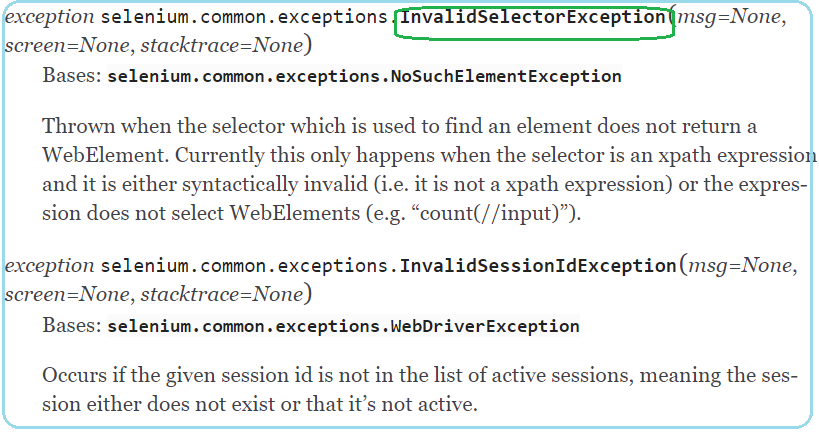 exception selenium.common.exceptions.InvalidSelectorException(msg=None,
screen=None, stacktrace=None)
Bases: selenium.common.exceptions.NoSuchElementException
Thrown when the selector which is used to find an element does not return a
WebElement. Currently this only happens when the selector is an xpath expression
and it is either syntactically invalid (i.e. it is not a xpath expression) or the expres-
sion does not select WebElements (e.g. “count(//input)”).
exception selenium.common.exceptions.InvalidSessionIdException(msg=None,
screen=None, stacktrace=None)
Bases: selenium.common.exceptions.WebDriverException
Occurs if the given session id is not in the list of active sessions, meaning the ses-
sion either does not exist or that it’s not active.